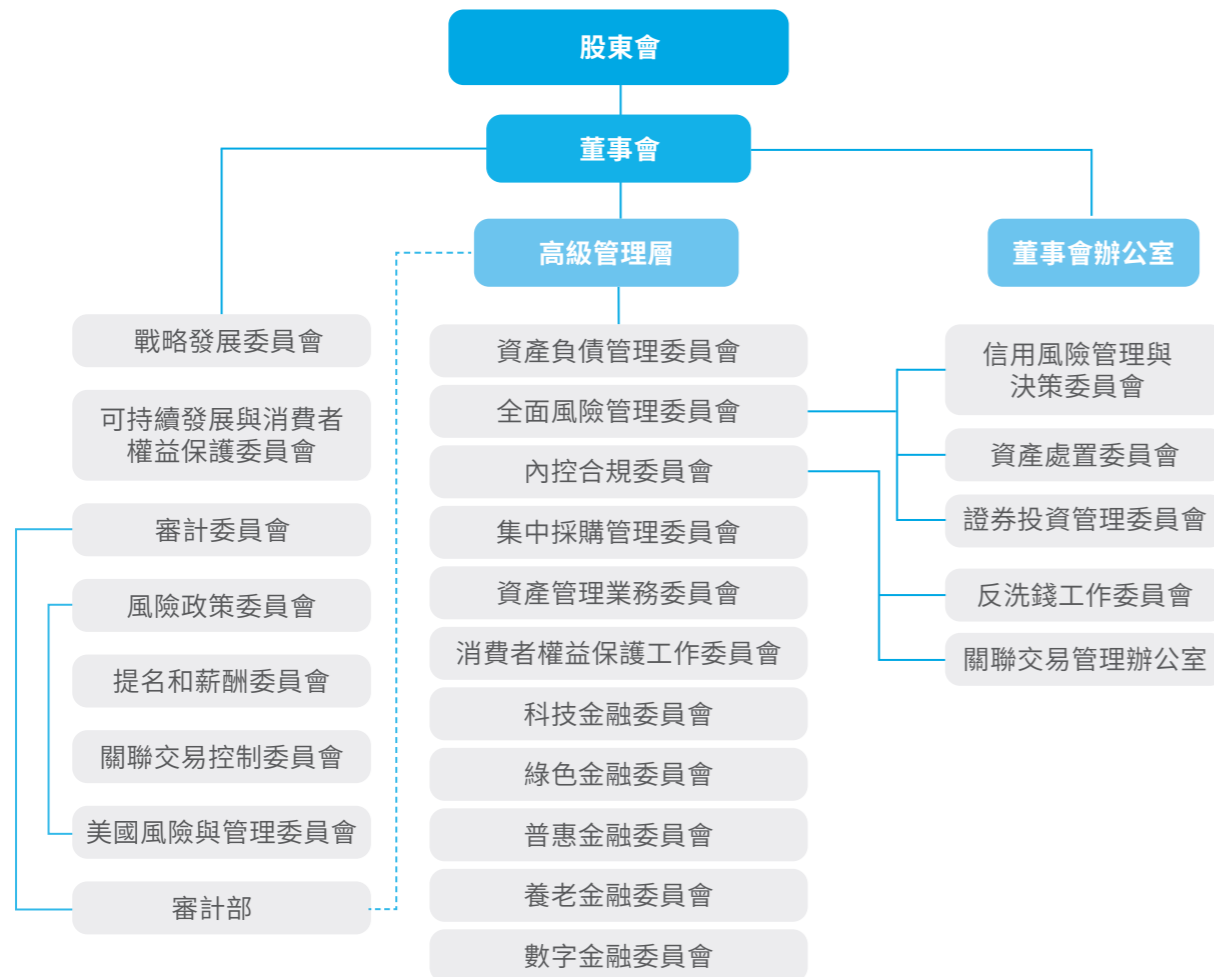 股東會
董事會
高級管理層
董事會辦公室
戰略發展委員會
可持續發展與消費者
權益保護委員會
審計委員會
風險政策委員會
提名和薪酬委員會
關聯交易控制委員會
美國風險與管理委員會
審計部
資產負債管理委員會
全面風險管理委員會
內控合規委員會
集中採購管理委員會
資產管理業務委員會
消費者權益保護工作委員會
科技金融委員會
綠色金融委員會
普惠金融委員會
養老金融委員會
數字金融委員會
信用風險管理與
決策委員會
資產處置委員會
證券投資管理委員會
反洗錢工作委員會
關聯交易管理辦公室